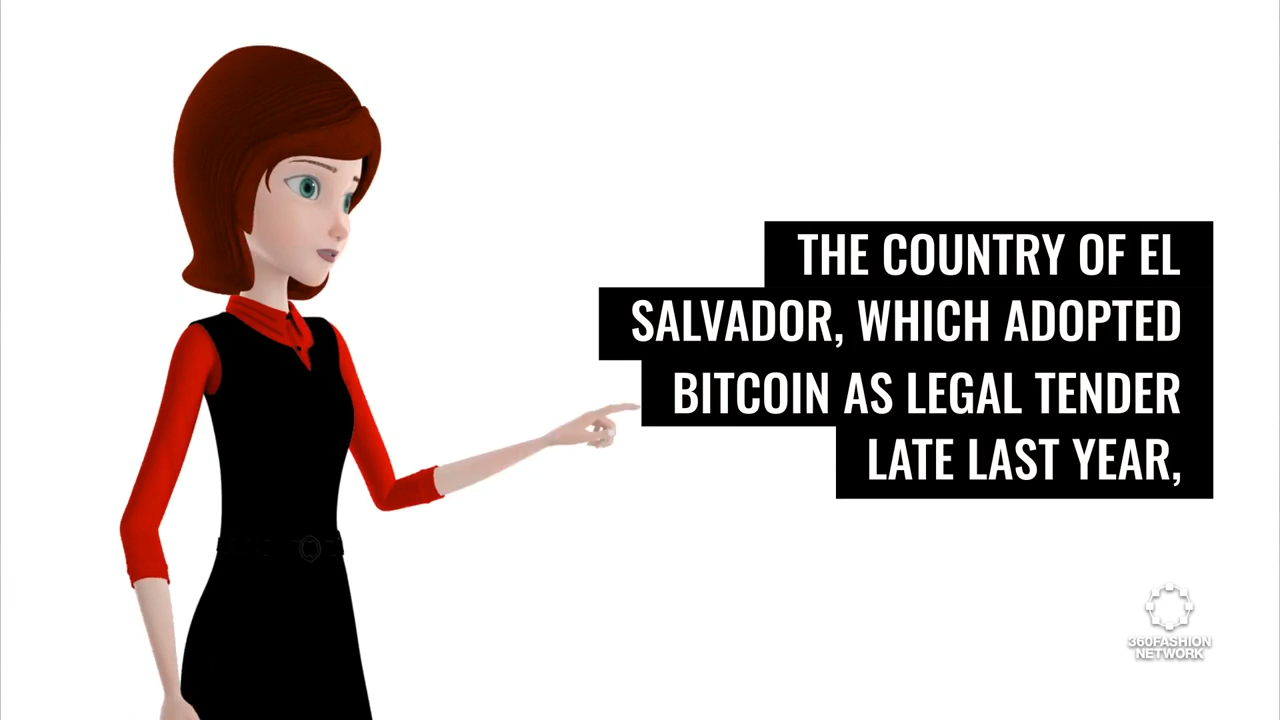 THE COUNTRY OF EL
SALVADOR, WHICH ADOPTED
BITCOIN AS LEGAL TENDER
LATE LAST YEAR,
360FASHION
NETWORK